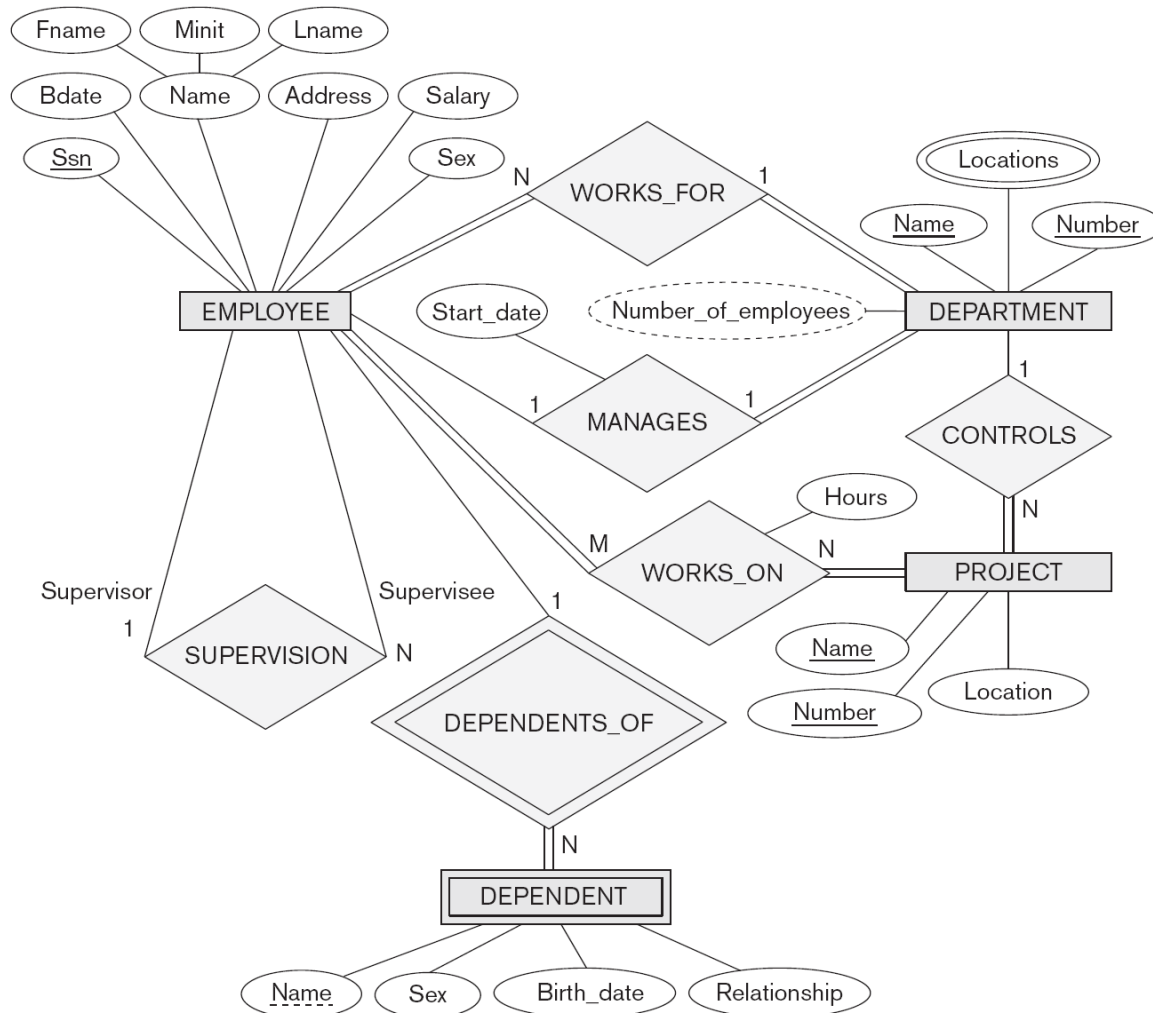 Fname
Minit
Lname
Bdate
Name
Address
Salary
Ssn
Sex
N
WORKS_FOR
1
Locations
Name
Number
EMPLOYEE
Start_date
Number_of_employees
DEPARTMENT
1
MANAGES
1
1
CONTROLS
N
Hours
M
WORKS_ON
N
PROJECT
Supervisor
Supervisee
1
SUPERVISION
N
1
Name
Number
Location
DEPENDENTS_OF
N
DEPENDENT
Name
Sex
Birth_date
Relationship